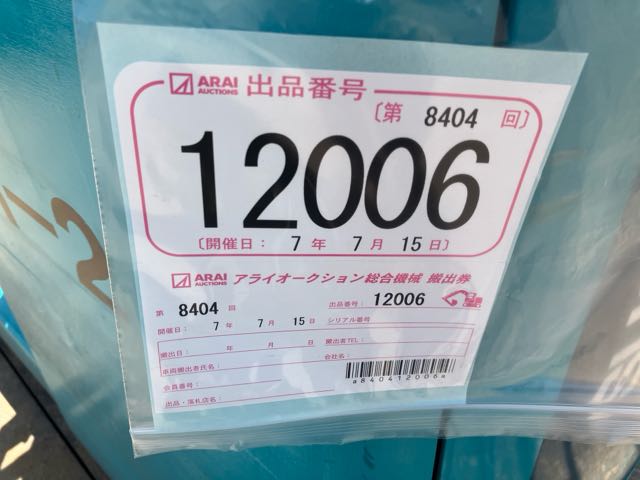 ARAI AUCTIONS 出品番号
〔第 8404 回〕
12006
〔開催日: 7 年 7 月 15 日〕
ARAI AUCTIONS アライオークション総合機械 搬出券
第 8404 回 出品番号: 12006
開催日: 7 年 7 月 15 日 シリアル番号
搬出日: 年 月 日 搬出者TEL:
車両搬出者氏名: 会社名:
会員番号:
a840412006a
出品・落札店名:
27